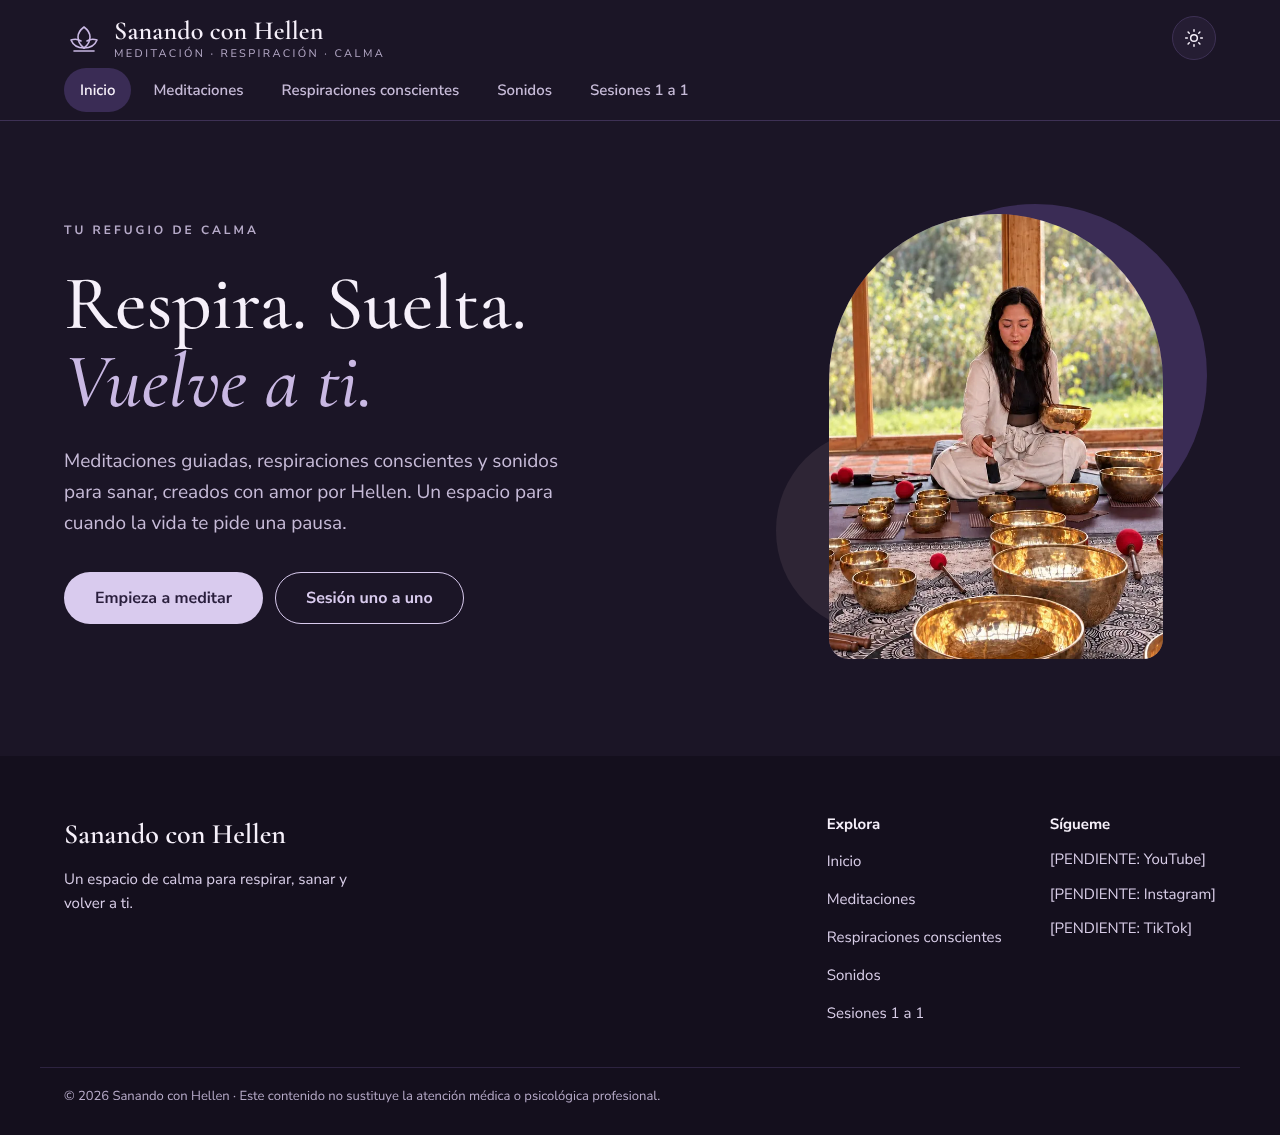 Sanando con Hellen
MEDITACIÓN · RESPIRACIÓN · CALMA
Inicio
Meditaciones
Respiraciones conscientes
Sonidos
Sesiones 1 a 1
TU REFUGIO DE CALMA
Respira. Suelta.
Vuelve a ti.
Meditaciones guiadas, respiraciones conscientes y sonidos
para sanar, creados con amor por Hellen. Un espacio para
cuando la vida te pide una pausa.
Empieza a meditar
Sesión uno a uno
Sanando con Hellen
Un espacio de calma para respirar, sanar y
volver a ti.
Explora
Inicio
Meditaciones
Respiraciones conscientes
Sonidos
Sesiones 1 a 1
Sígueme
[PENDIENTE: YouTube]
[PENDIENTE: Instagram]
[PENDIENTE: TikTok]
© 2026 Sanando con Hellen · Este contenido no sustituye la atención médica o psicológica profesional.